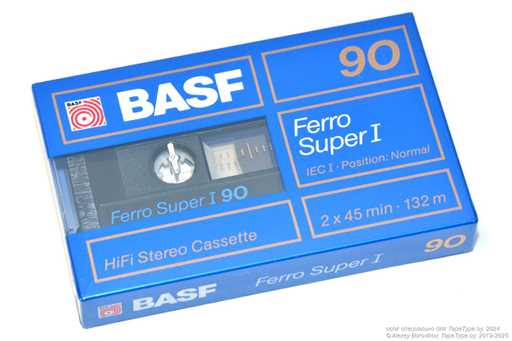 BASF
BASF
90
Ferro
Super I
IEC I · Position: Normal
Ferro Super I 90
2 x 45 min · 132 m
HiFi Stereo Cassette
BASF
Ferro Super I
90